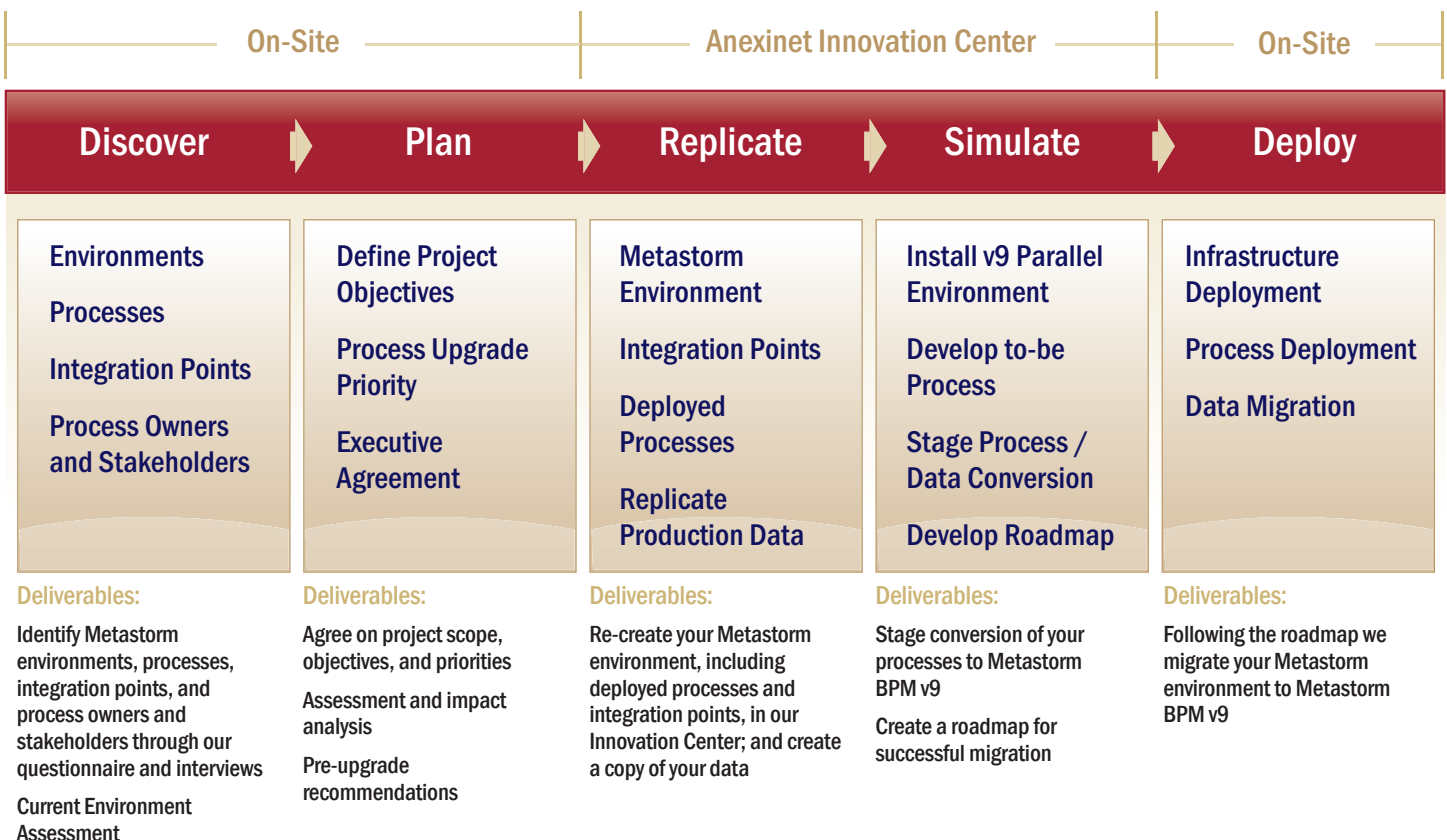 On-Site
Anexinet Innovation Center
On-Site
Discover
Plan
Replicate
Simulate
Deploy
Environments
Processes
Integration Points
Process Owners
and Stakeholders
Define Project
Objectives
Process Upgrade
Priority
Executive
Agreement
Metastorm
Environment
Integration Points
Deployed
Processes
Replicate
Production Data
Install v9 Parallel
Environment
Develop to-be
Process
Stage Process /
Data Conversion
Develop Roadmap
Infrastructure
Deployment
Process Deployment
Data Migration
Deliverables:
Identify Metastorm
environments, processes,
integration points, and
process owners and
stakeholders through our
questionnaire and interviews
Current Environment
Assessment
Deliverables:
Agree on project scope,
objectives, and priorities
Assessment and impact
analysis
Pre-upgrade
recommendations
Deliverables:
Re-create your Metastorm
environment, including
deployed processes and
integration points, in our
Innovation Center; and create
a copy of your data
Deliverables:
Stage conversion of your
processes to Metastorm
BPM v9
Create a roadmap for
successful migration
Deliverables:
Following the roadmap we
migrate your Metastorm
environment to Metastorm
BPM v9